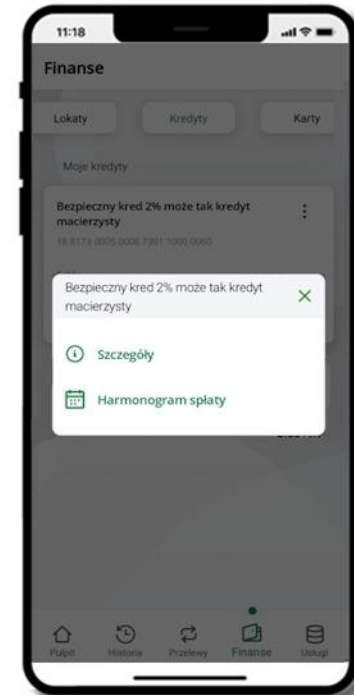 11:18
Finanse
Lokaty
Kredyty
Karty
Moje kredyty
Bezpieczny kred 2% może tak kredyt
macierzysty
Bezpieczny kred 2% może tak kredyt
macierzysty
Szczegóły
Harmonogram spłaty
Pulpit
Historia
Przelewy
Finanse
Usługi